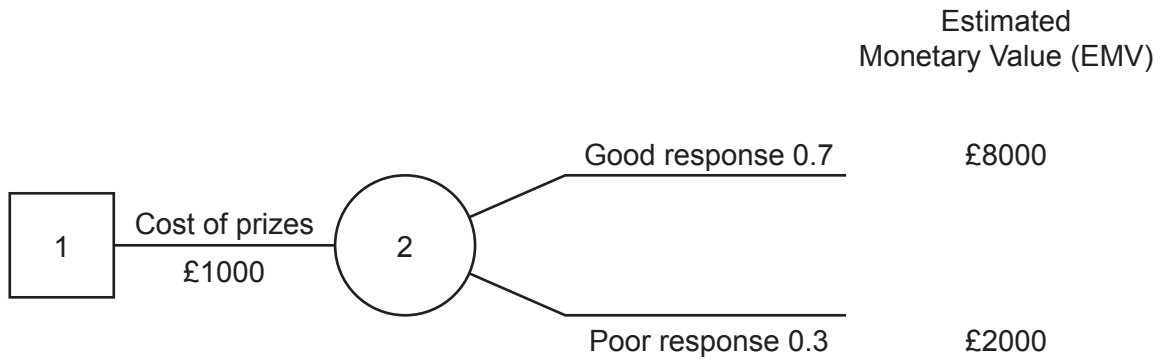 Estimated
Monetary Value (EMV)
Good response 0.7
£8000
Cost of prizes
1
2
£1000
Poor response 0.3
£2000